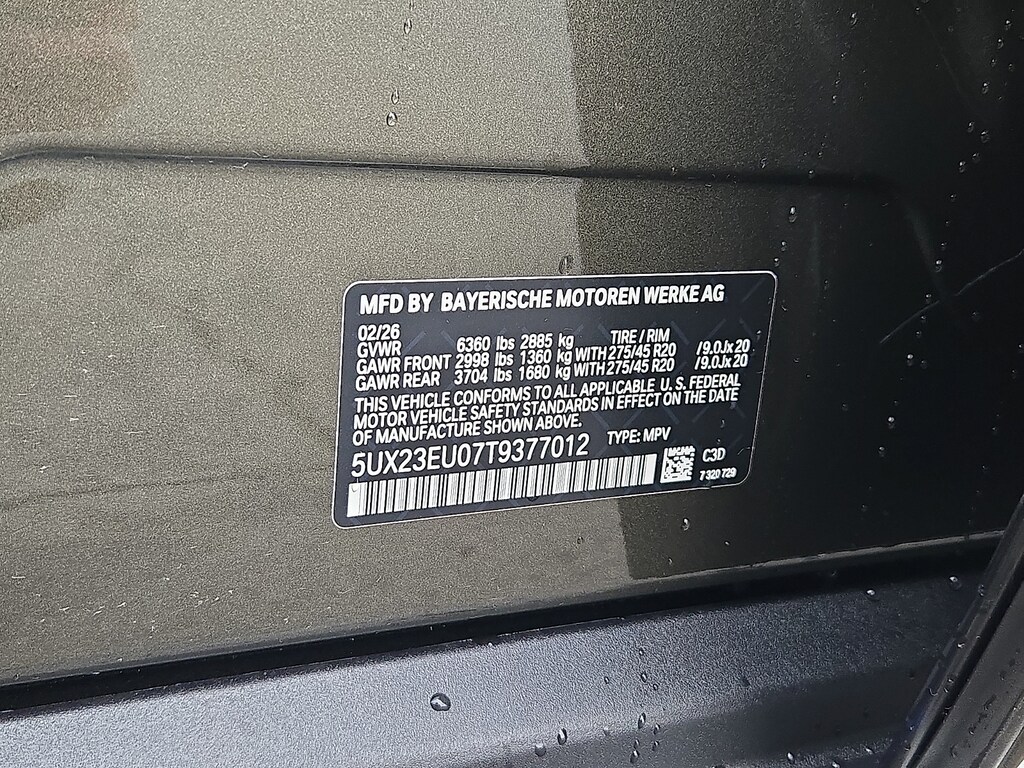 MFD BY BAYERISCHE MOTOREN WERKE AG
02/26 TIRE / RIM
GVWR 6360 lbs 2885 kg
GAWR FRONT 2998 lbs 1360 kg WITH 275/45 R20 /9.0Jx20
GAWR REAR 3704 lbs 1680 kg WITH 275/45 R20 /9.0Jx20
THIS VEHICLE CONFORMS TO ALL APPLICABLE U.S. FEDERAL
MOTOR VEHICLE SAFETY STANDARDS IN EFFECT ON THE DATE
OF MANUFACTURE SHOWN ABOVE.
5UX23EU07T9377012 TYPE: MPV
C3D
7 320 729